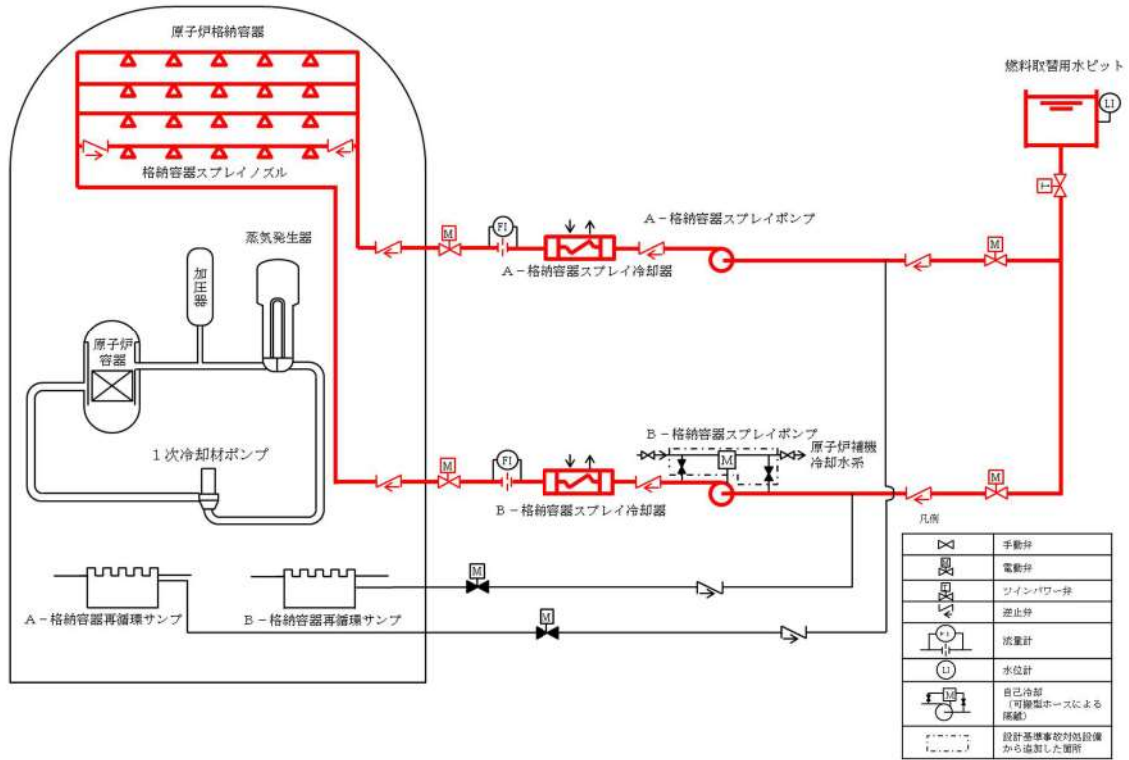 原子炉格納容器
燃料取替用水ピット
LI
格納容器スプレイノズル
T
A－格納容器スプレイポンプ
M
FI
M
蒸気発生器
A－格納容器スプレイ冷却器
加圧器
原子炉
容器
B－格納容器スプレイポンプ
原子炉補機
冷却水系
M
1次冷却材ポンプ
M
FI
M
B－格納容器スプレイ冷却器
凡例
手動弁
M
電動弁
T
ツインパワー弁
逆止弁
FI
流量計
LI
水位計
M
自己冷却
(可搬型ホースによる
隔離)
設計基準事故対処設備
から追加した箇所
M
M
A－格納容器再循環サンプ
B－格納容器再循環サンプ